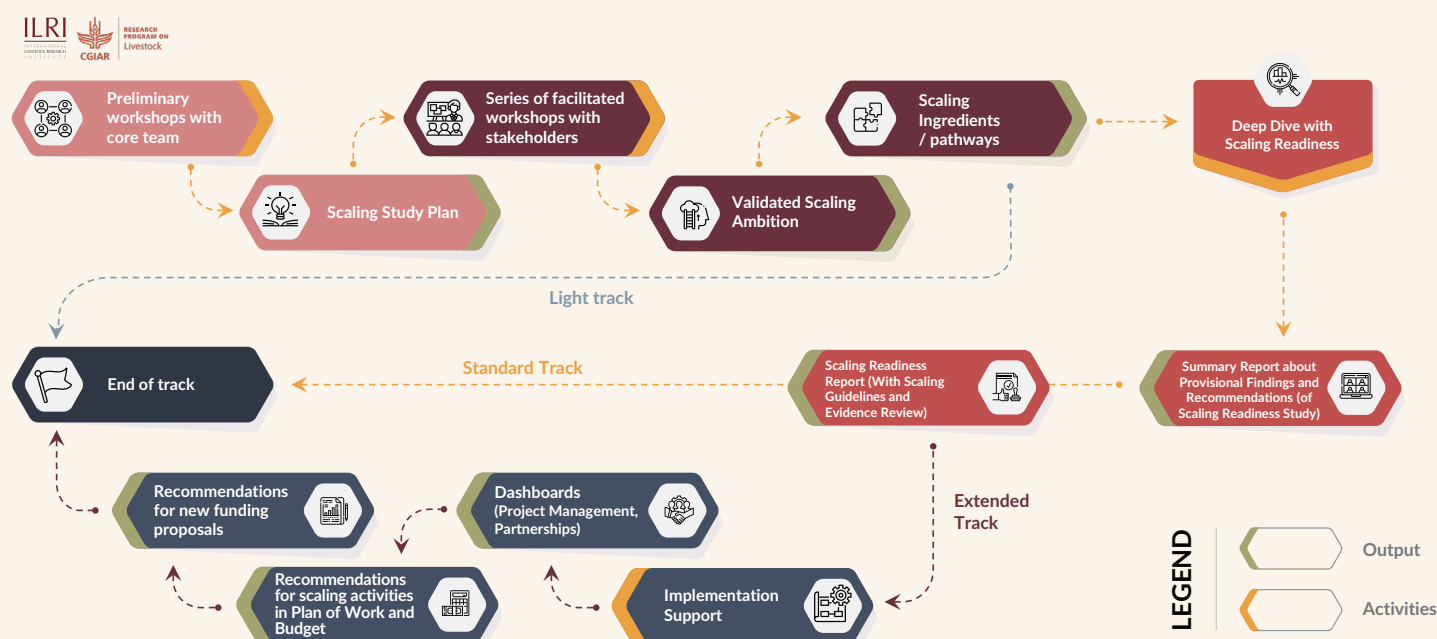 ILRI
INTERNATIONAL
LIVESTOCK RESEARCH
INSTITUTE
CGIAR
RESEARCH
PROGRAM ON
Livestock
Preliminary
workshops with
core team
Series of facilitated
workshops with
stakeholders
Scaling
Ingredients
/ pathways
Deep Dive with
Scaling Readiness
Scaling Study Plan
Validated Scaling
Ambition
Light track
End of track
Standard Track
Scaling Readiness
Report (With Scaling
Guidelines and
Evidence Review)
Summary Report about
Provisional Findings and
Recommendations (of
Scaling Readiness Study)
Recommendations
for new funding
proposals
Dashboards
(Project Management,
Partnerships)
Extended
Track
Recommendations
for scaling activities
in Plan of Work and
Budget
Implementation
Support
LEGEND
Output
Activities